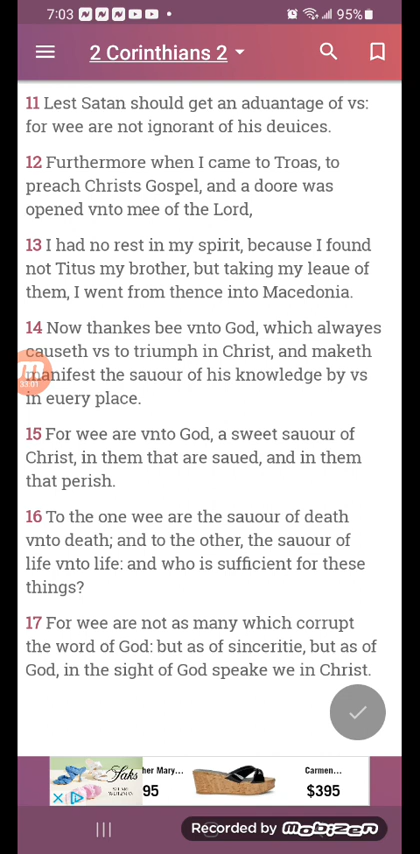 7:03
95%
2 Corinthians 2
11 Lest Satan should get an aduantage of vs:
for wee are not ignorant of his deuices.
12 Furthermore when I came to Troas, to
preach Christs Gospel, and a doore was
opened vnto mee of the Lord,
13 I had no rest in my spirit, because I found
not Titus my brother, but taking my leaue of
them, I went from thence into Macedonia.
14 Now thankes bee vnto God, which alwayes
causeth vs to triumph in Christ, and maketh
manifest the sauour of his knowledge by vs
in euery place.
33:01
15 For wee are vnto God, a sweet sauour of
Christ, in them that are saued, and in them
that perish.
16 To the one wee are the sauour of death
vnto death; and to the other, the sauour of
life vnto life: and who is sufficient for these
things?
17 For wee are not as many which corrupt
the word of God: but as of sinceritie, but as of
God, in the sight of God speake we in Christ.
Saks
her Mary...
95
Carmen...
$395
Recorded by mobizen